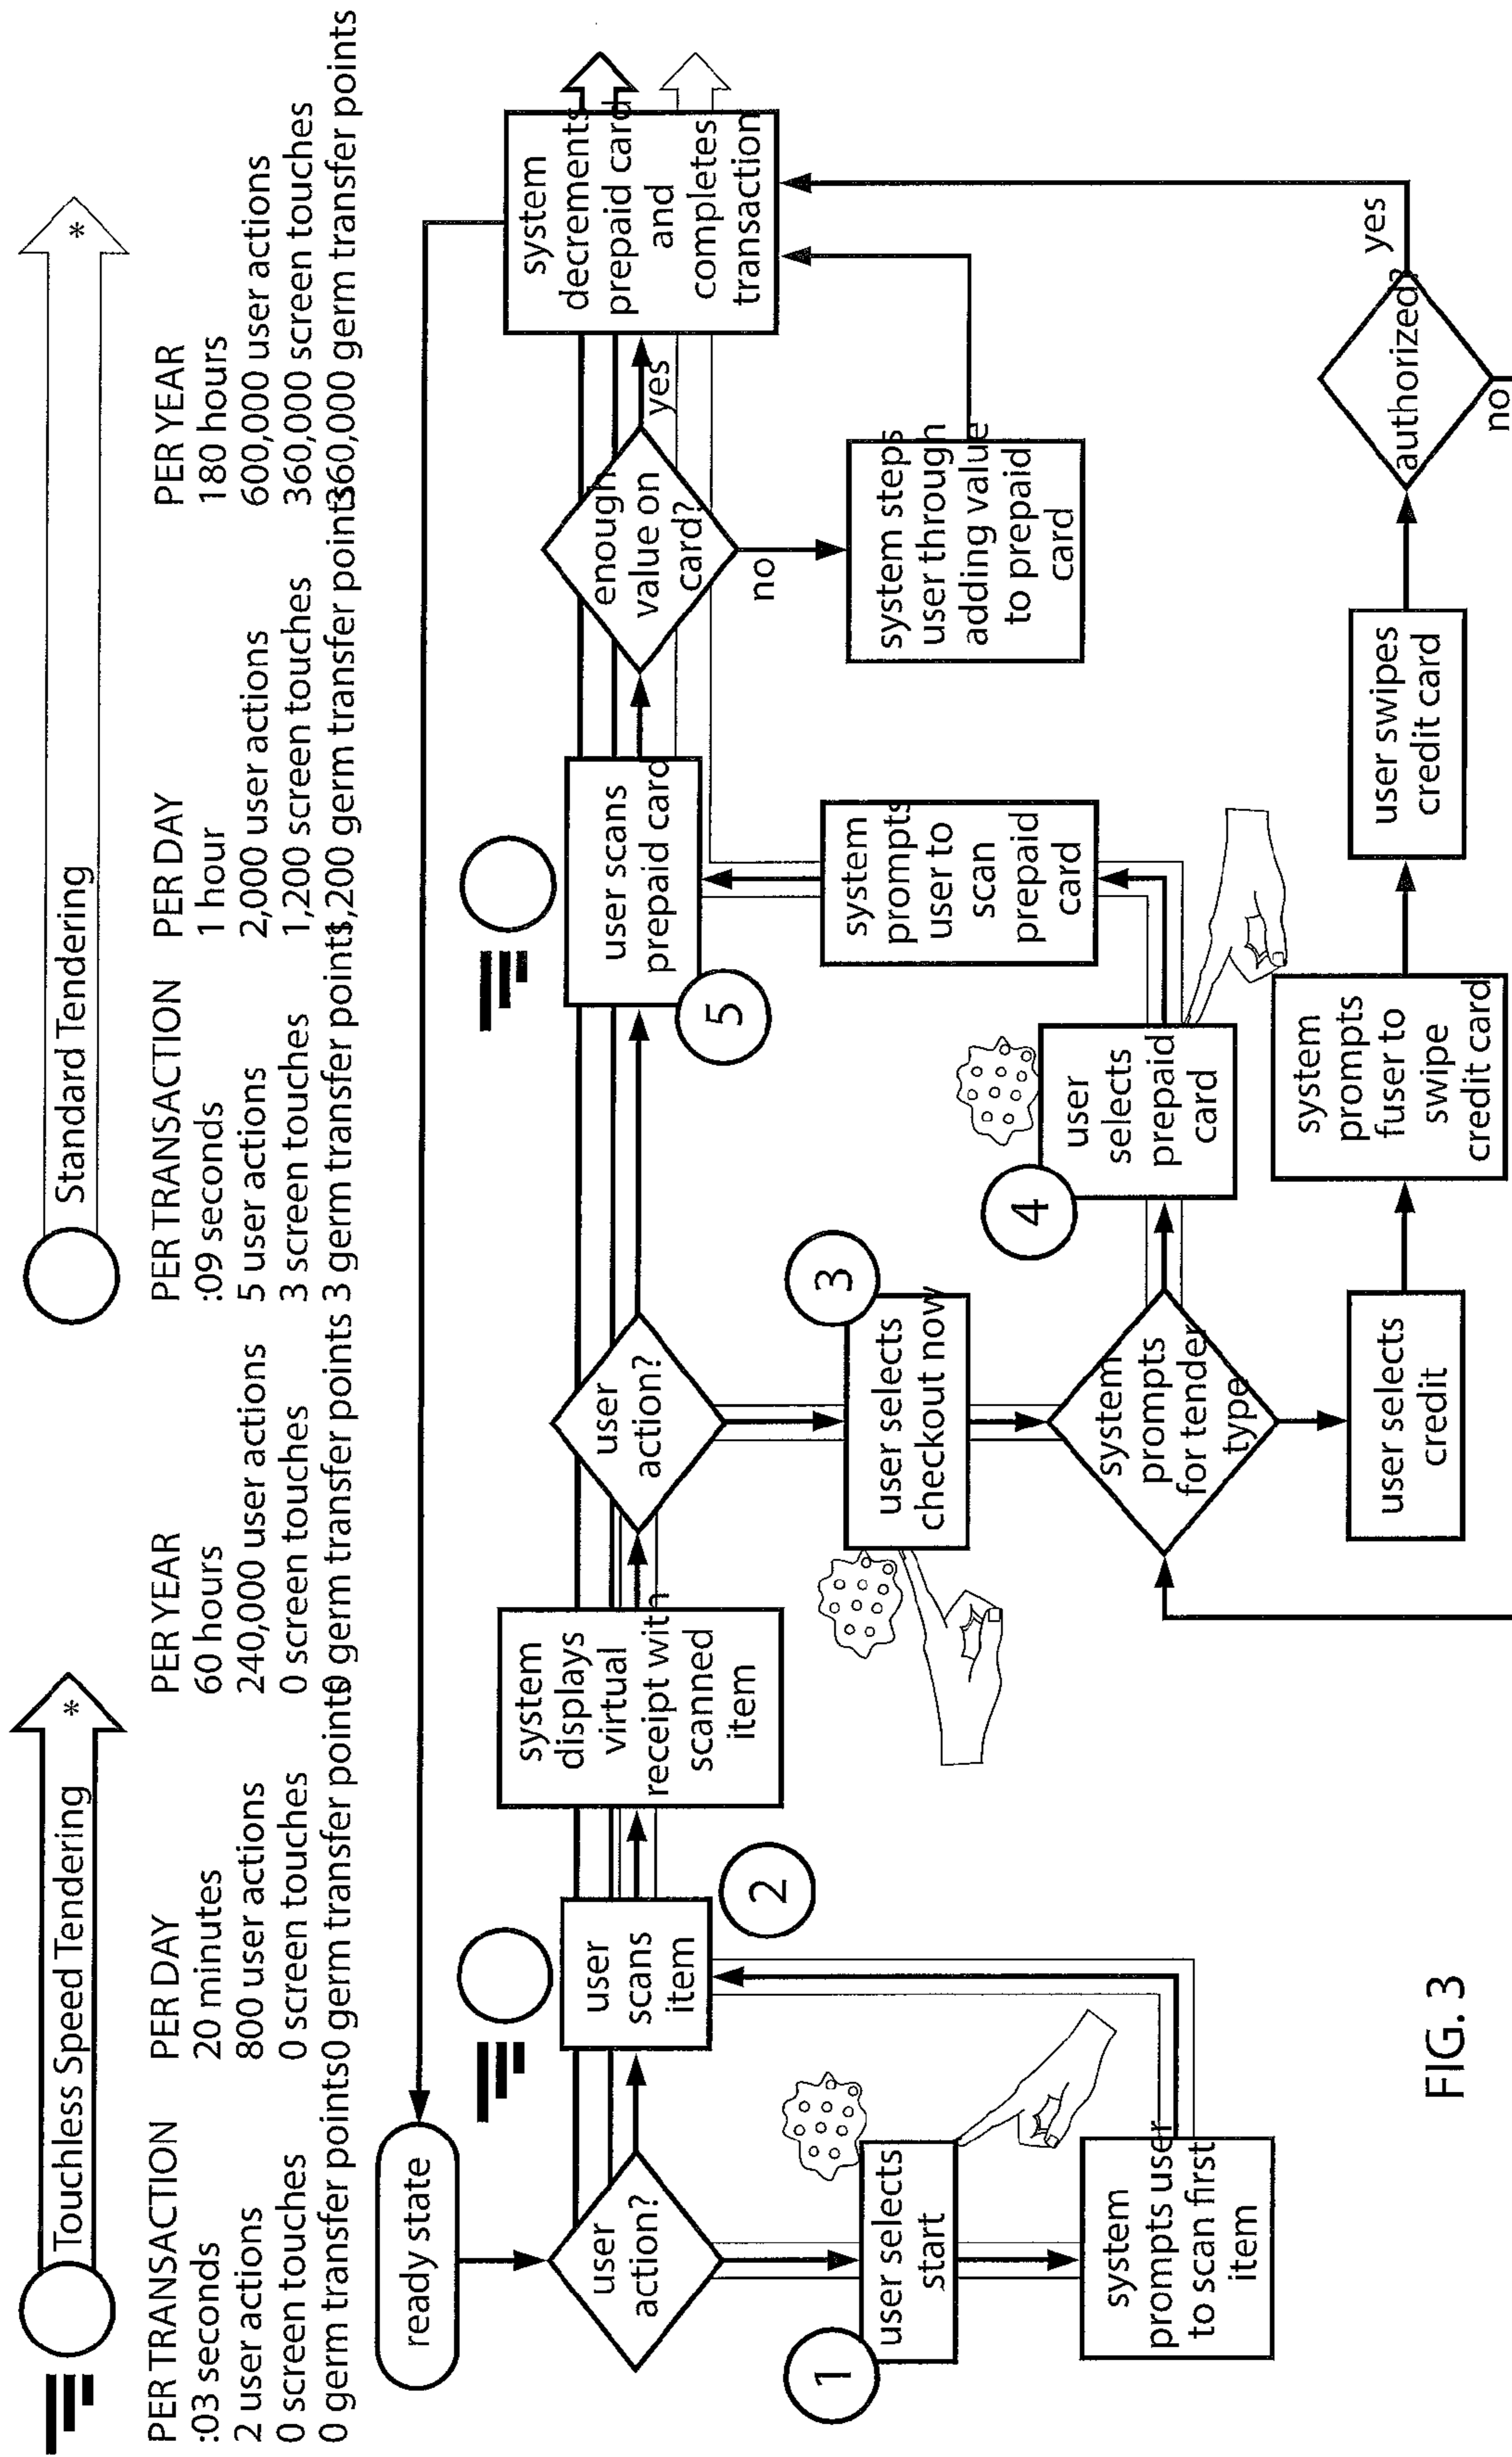 Touchless Speed Tendering
*
PER TRANSACTION
:03 seconds
2 user actions
0 screen touches
0 germ transfer points
PER DAY
20 minutes
800 user actions
0 screen touches
0 germ transfer points
PER YEAR
60 hours
240,000 user actions
0 screen touches
0 germ transfer points
Standard Tendering
*
PER TRANSACTION
:09 seconds
5 user actions
3 screen touches
3 germ transfer points
PER DAY
1 hour
2,000 user actions
1,200 screen touches
1,200 germ transfer points
PER YEAR
180 hours
600,000 user actions
360,000 screen touches
360,000 germ transfer points
ready state
user
action?
1
user selects
start
system
prompts user
to scan first
item
user
scans
item
2
system
displays
virtual
receipt with
scanned
item
user
action?
3
user selects
checkout now
system
prompts
for tender
type
4
user
selects
prepaid
card
system
prompts
user to
scan
prepaid
card
user scans
prepaid card
5
enough
value on
card?
yes
no
system steps
user through
adding value
to prepaid
card
system
decrements
prepaid card
and
completes
transaction
user selects
credit
system
prompts
fuser to
swipe
credit card
user swipes
credit card
authorized?
yes
no
FIG. 3